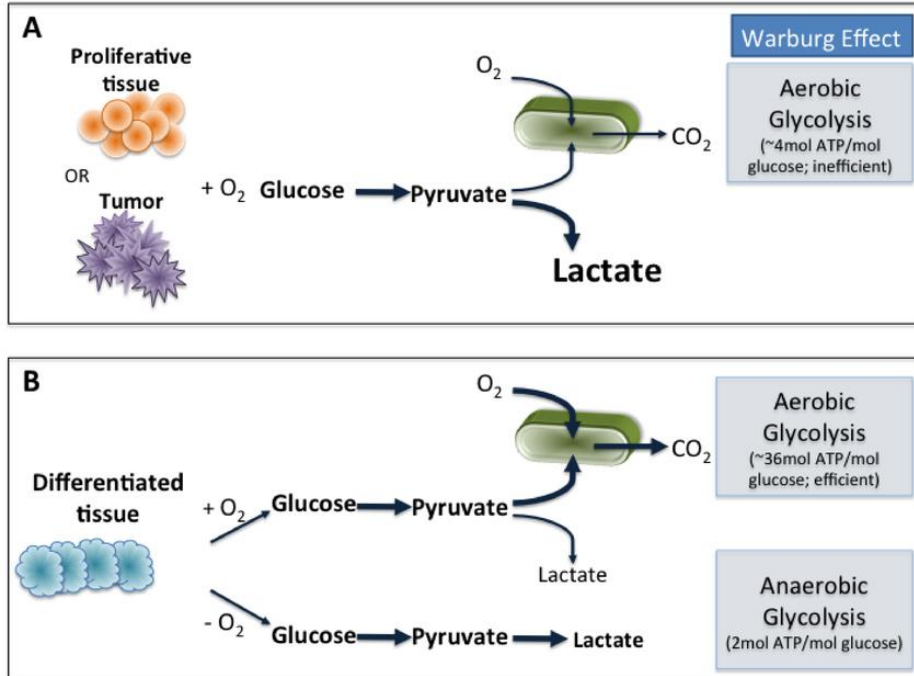 A
Warburg Effect
Proliferative
tissue
OR
Tumor
+ O₂
Glucose
Pyruvate
O₂
CO₂
Lactate
Aerobic
Glycolysis
(~4mol ATP/mol
glucose; inefficient)
B
Differentiated
tissue
+ O₂
Glucose
Pyruvate
O₂
CO₂
Lactate
Aerobic
Glycolysis
(~36mol ATP/mol
glucose; efficient)
- O₂
Glucose
Pyruvate
Lactate
Anaerobic
Glycolysis
(2mol ATP/mol glucose)